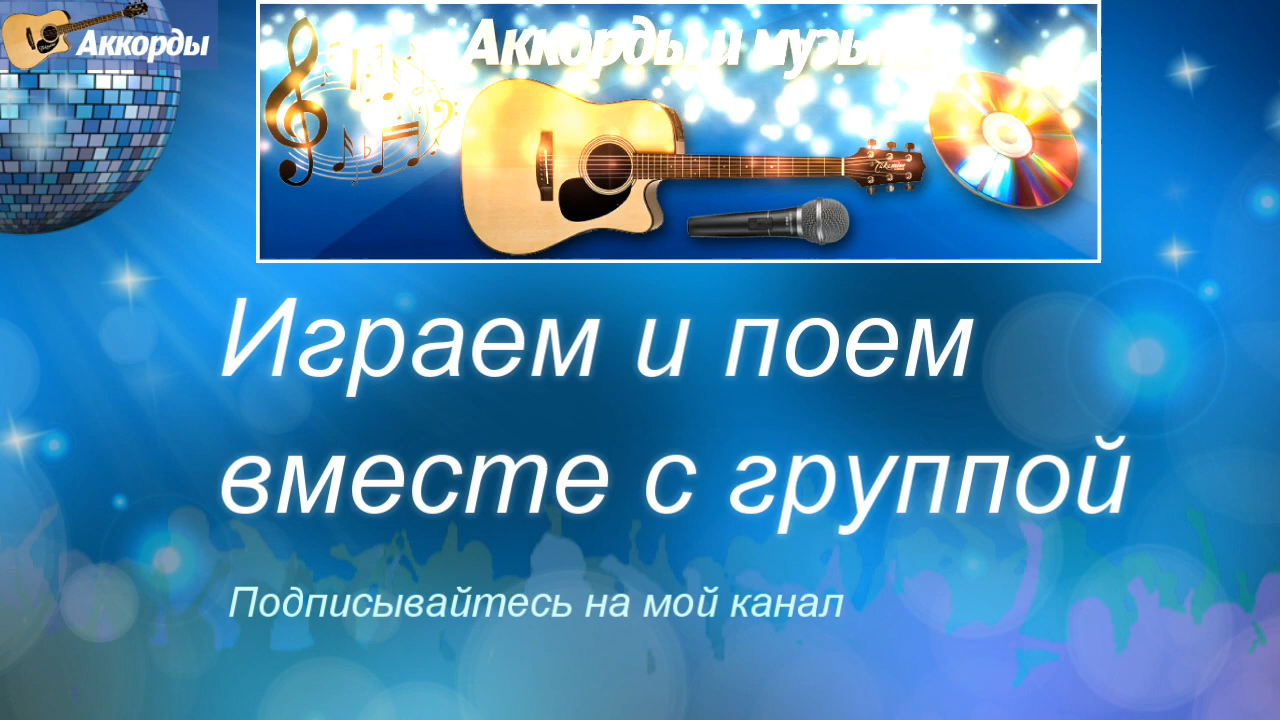 Аккорды
Аккорды и музыка
Играем и поем
вместе с группой
Подписывайтесь на мой канал